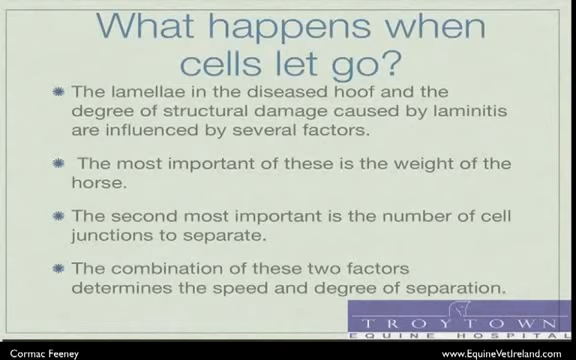 What happens when
cells let go?
The lamellae in the diseased hoof and the
degree of structural damage caused by laminitis
are influenced by several factors.
The most important of these is the weight of the
horse.
The second most important is the number of cell
junctions to separate.
The combination of these two factors
determines the speed and degree of separation.
TROYTOWN
EQUINE HOSPITAL
Cormac Feeney
www.EquineVetIreland.com